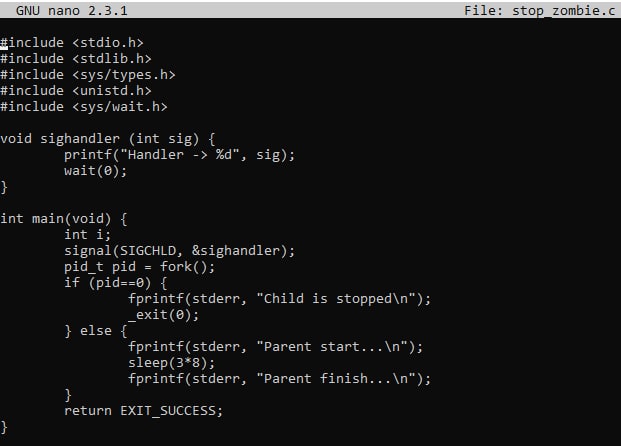 GNU nano 2.3.1 File: stop_zombie.c
#include <stdio.h>
#include <stdlib.h>
#include <sys/types.h>
#include <unistd.h>
#include <sys/wait.h>
void sighandler (int sig) {
printf("Handler -> %d", sig);
wait(0);
}
int main(void) {
int i;
signal(SIGCHLD, &sighandler);
pid_t pid = fork();
if (pid==0) {
fprintf(stderr, "Child is stopped\n");
_exit(0);
} else {
fprintf(stderr, "Parent start...\n");
sleep(3*8);
fprintf(stderr, "Parent finish...\n");
}
return EXIT_SUCCESS;
}